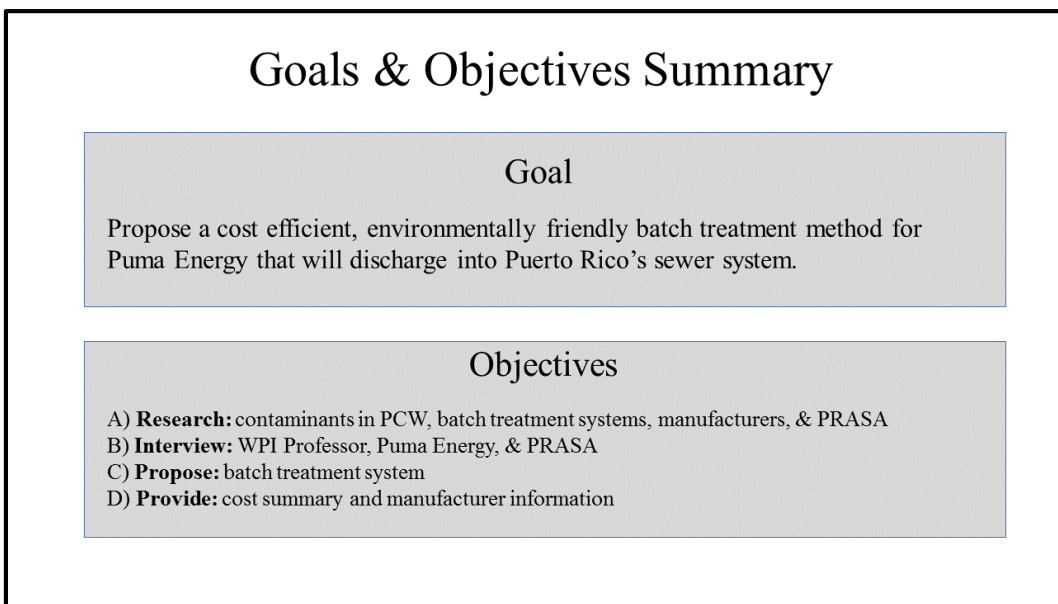 Goals & Objectives Summary
Goal
Propose a cost efficient, environmentally friendly batch treatment method for
Puma Energy that will discharge into Puerto Rico’s sewer system.
Objectives
A) Research: contaminants in PCW, batch treatment systems, manufacturers, & PRASA
B) Interview: WPI Professor, Puma Energy, & PRASA
C) Propose: batch treatment system
D) Provide: cost summary and manufacturer information